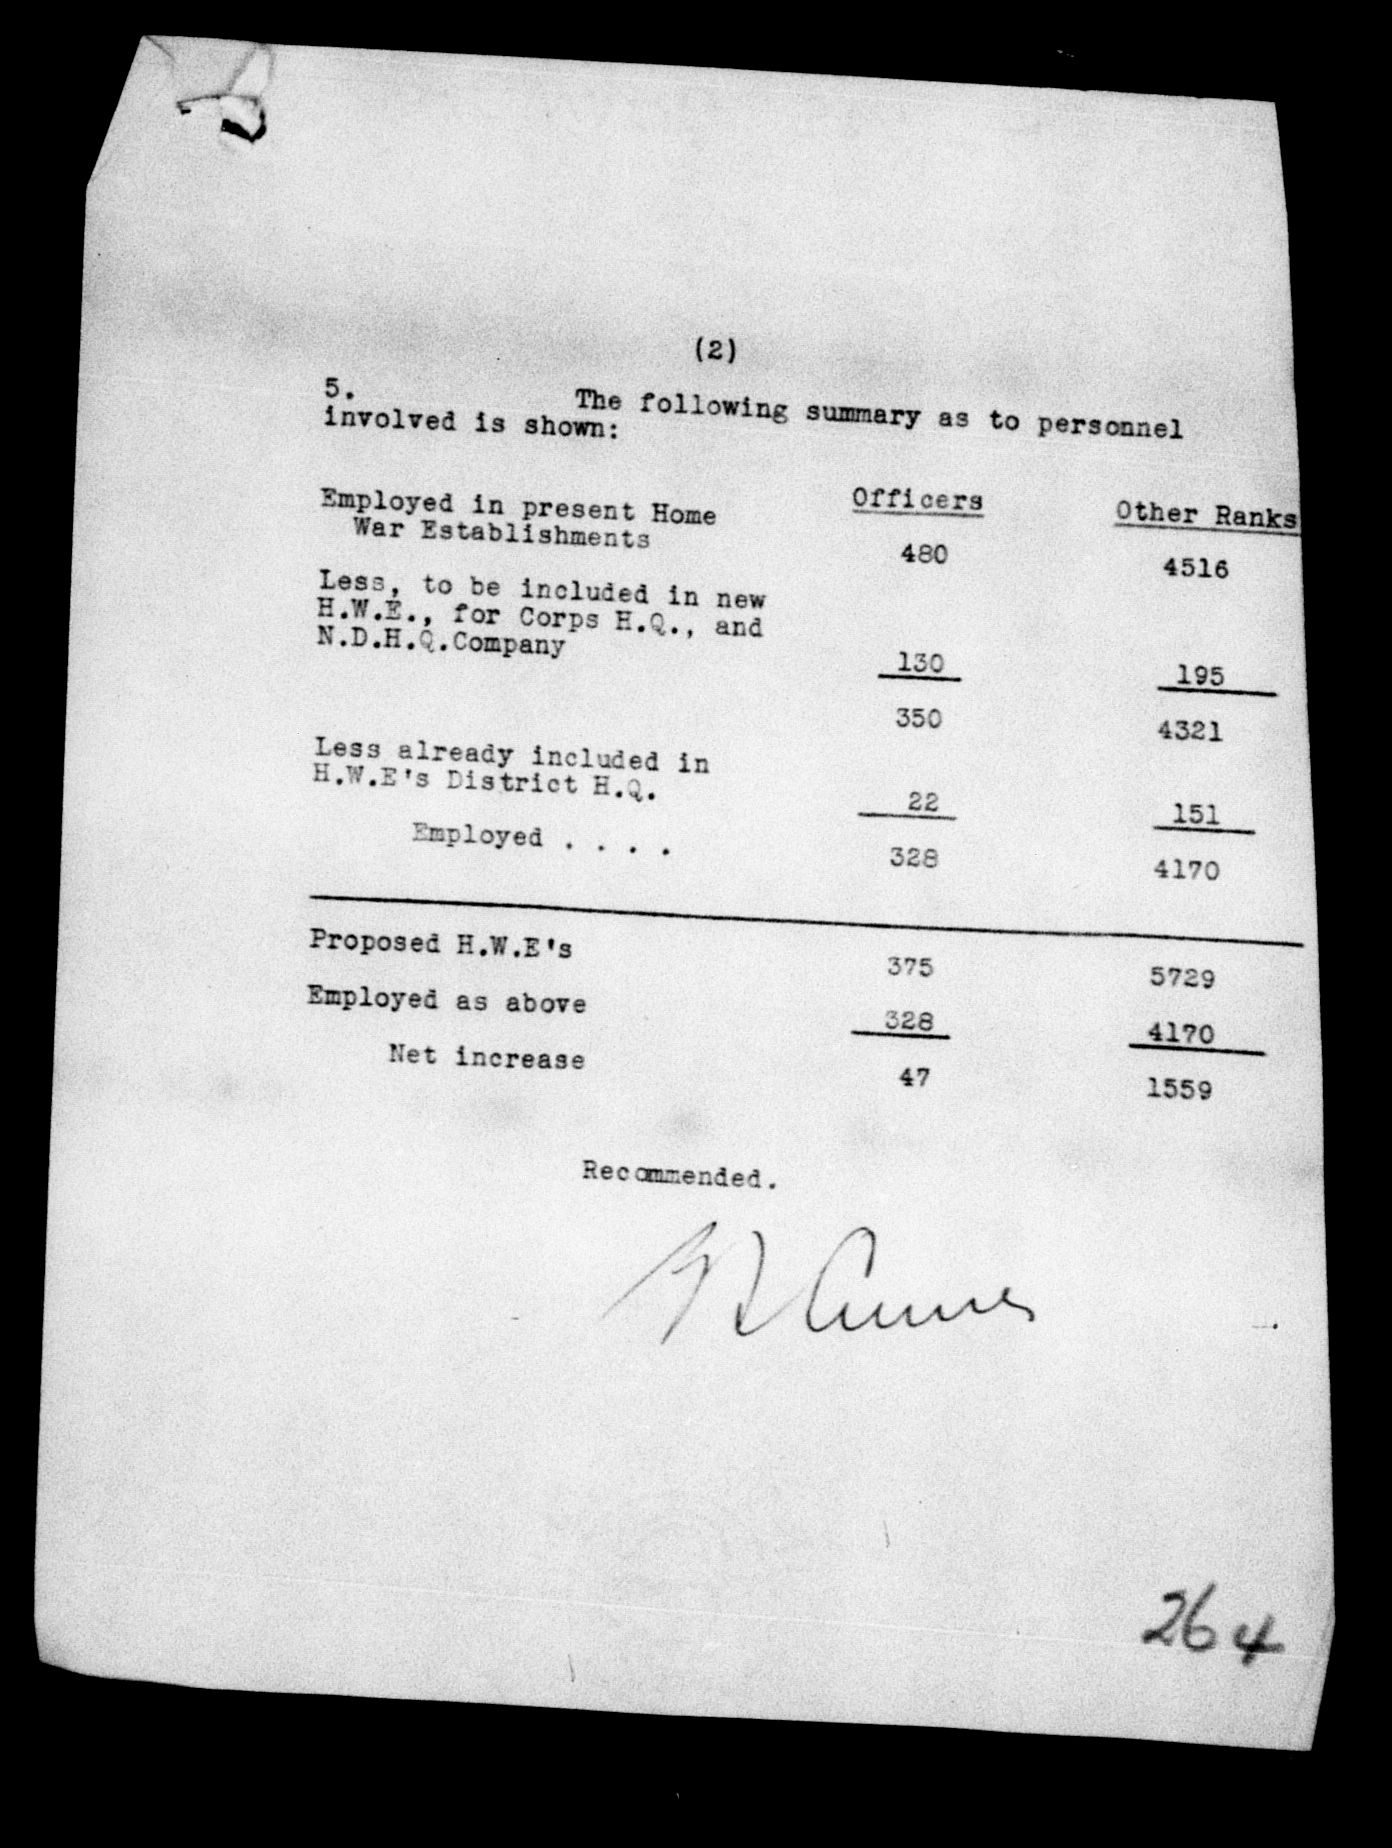 (2)
5. The following summary as to personnel
involved is shown:
Officers Other Ranks
Employed in present Home
War Establishments 480 4516
Less, to be included in new
H.W.E., for Corps H.Q., and
N.D.H.Q.Company 130 195
350 4321
Less already included in
H.W.E's District H.Q. 22 151
Employed . . . . 328 4170
Proposed H.W.E's 375 5729
Employed as above 328 4170
Net increase 47 1559
Recommended.
264